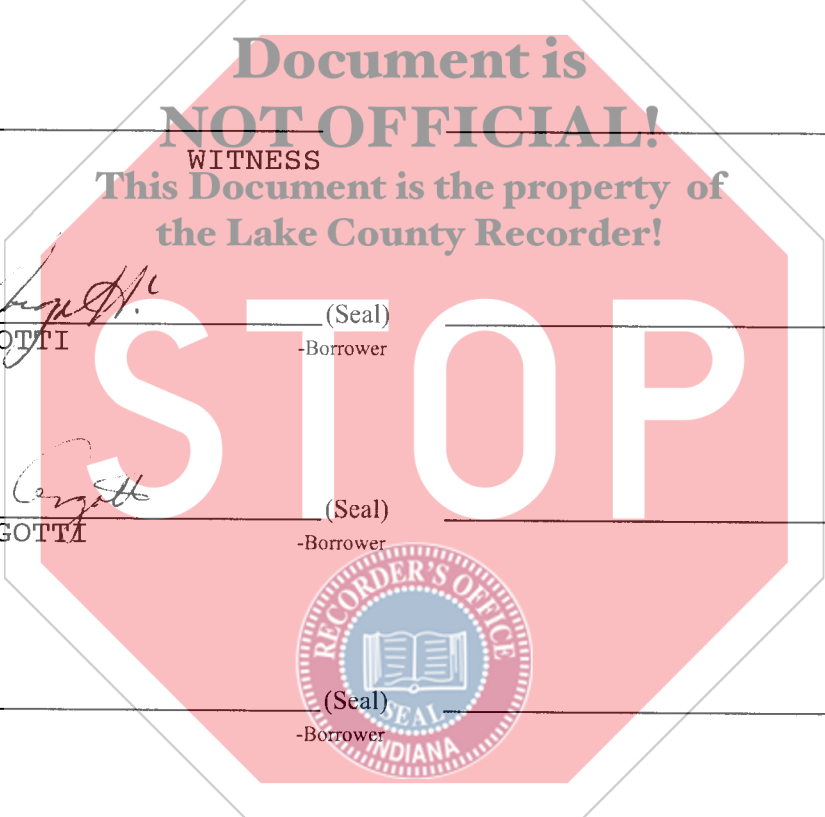 Document is
NOT OFFICIAL!
WITNESS
This Document is the property of
the Lake County Recorder!
(Seal)
OTTI
-Borrower
STOP
(Seal)
GOTTI
-Borrower
RECORDER'S OFFICE
(Seal)
SEAL
-Borrower
INDIANA